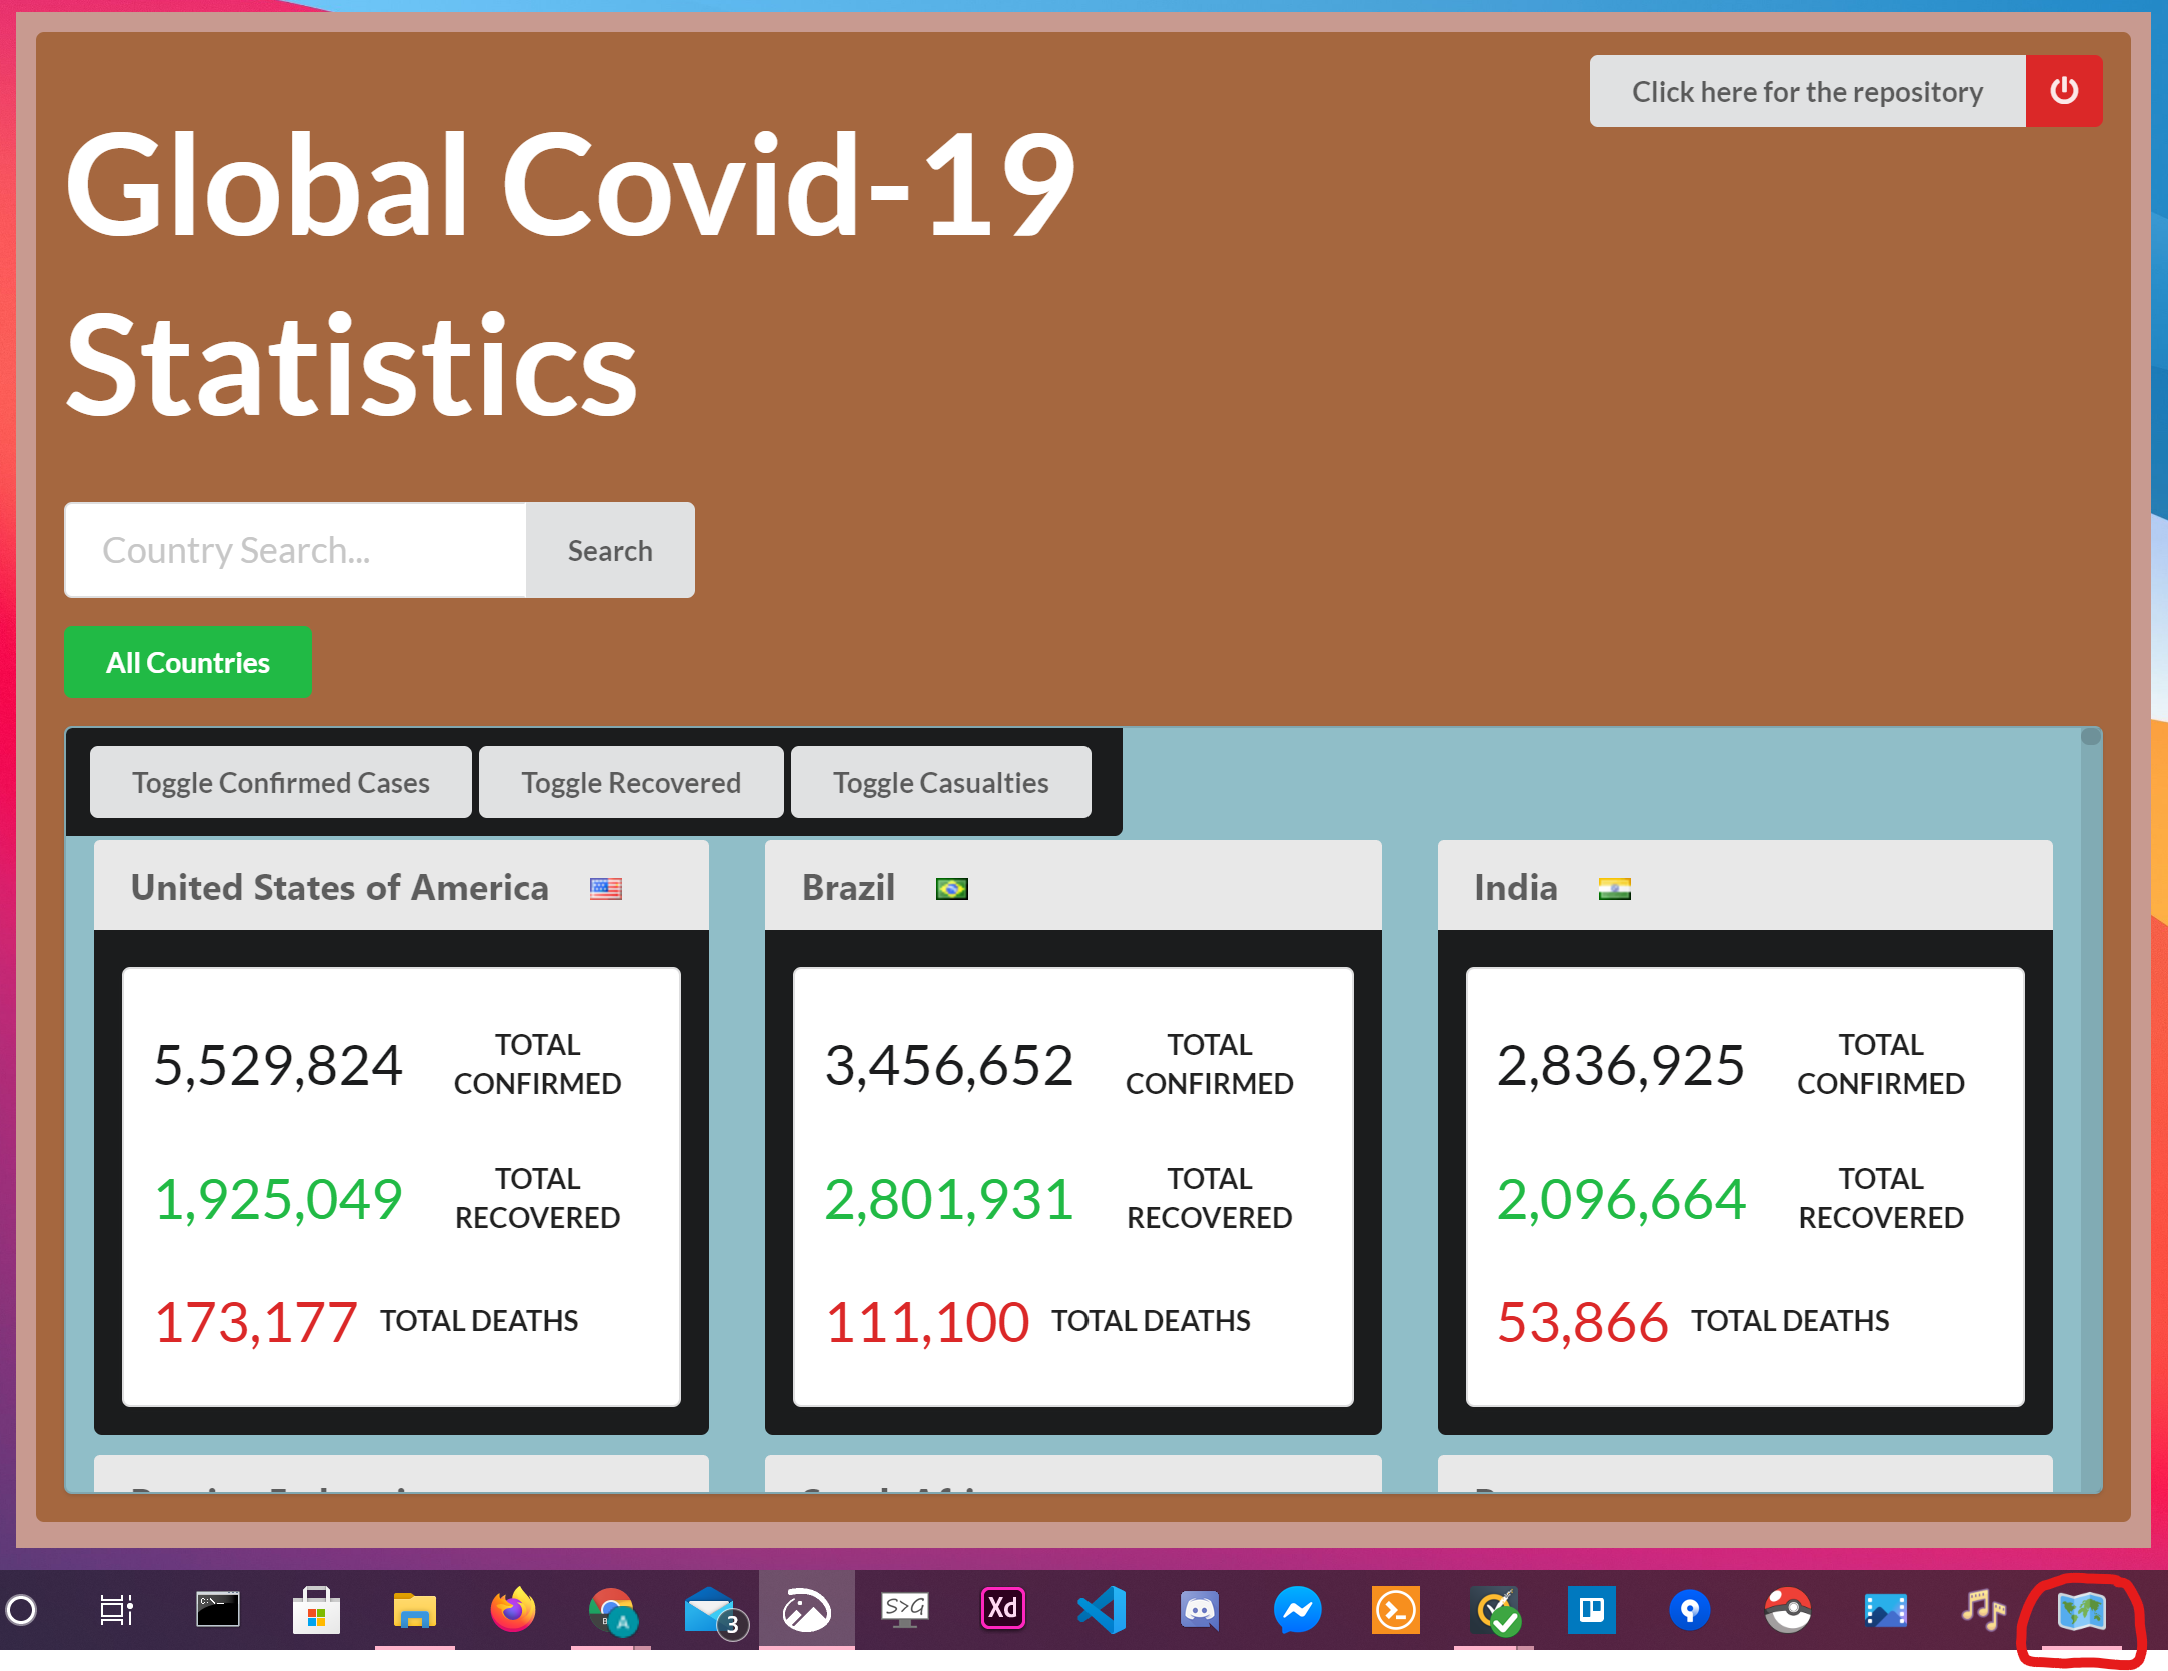 Click here for the repository
Global Covid-19
Statistics
Country Search...
Search
All Countries
Toggle Confirmed Cases
Toggle Recovered
Toggle Casualties
United States of America
Brazil
India
5,529,824
TOTAL
CONFIRMED
3,456,652
TOTAL
CONFIRMED
2,836,925
TOTAL
CONFIRMED
1,925,049
TOTAL
RECOVERED
2,801,931
TOTAL
RECOVERED
2,096,664
TOTAL
RECOVERED
173,177 TOTAL DEATHS
111,100 TOTAL DEATHS
53,866 TOTAL DEATHS
A
3
S>G
Xd